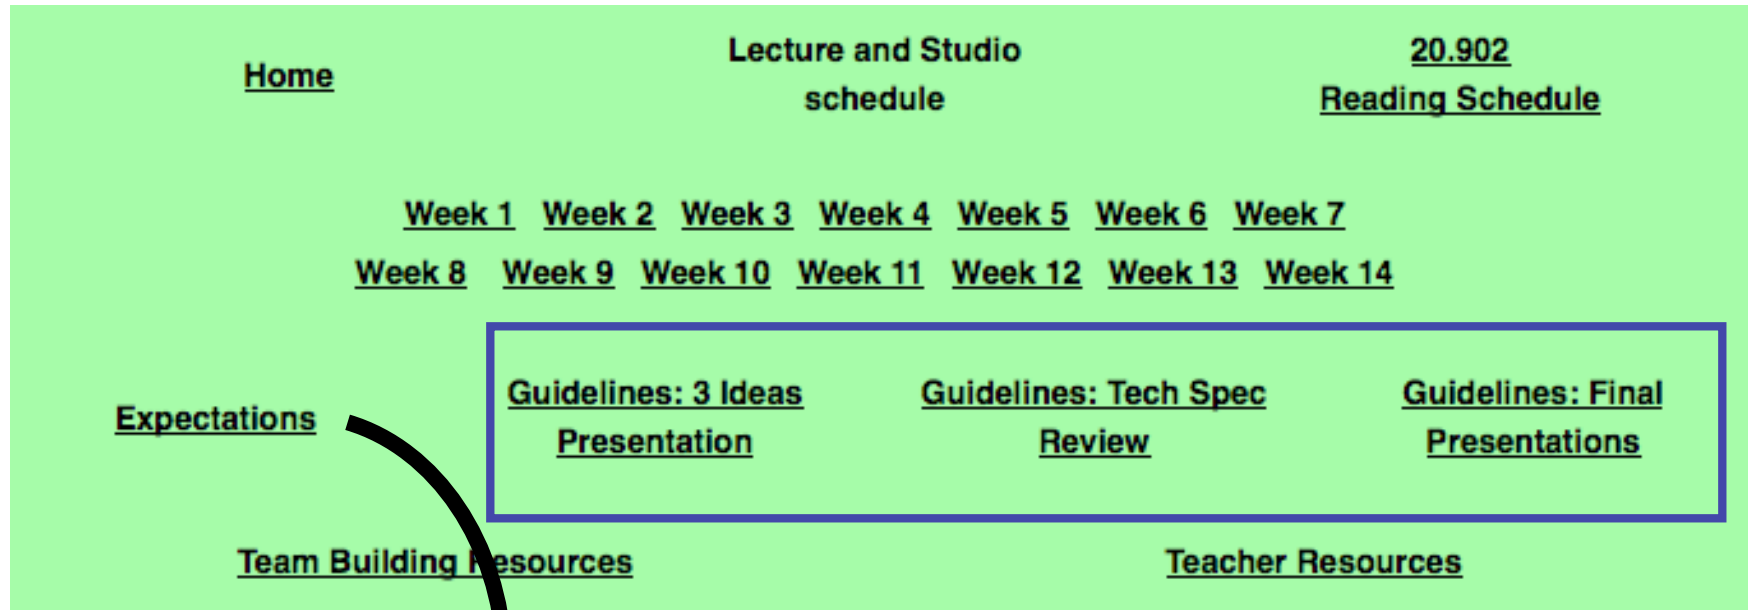 Home
Lecture and Studio
schedule
20.902
Reading Schedule
Week 1 Week 2 Week 3 Week 4 Week 5 Week 6 Week 7
Week 8 Week 9 Week 10 Week 11 Week 12 Week 13 Week 14
Expectations
Guidelines: 3 Ideas
Presentation
Guidelines: Tech Spec
Review
Guidelines: Final
Presentations
Team Building Resources
Teacher Resources